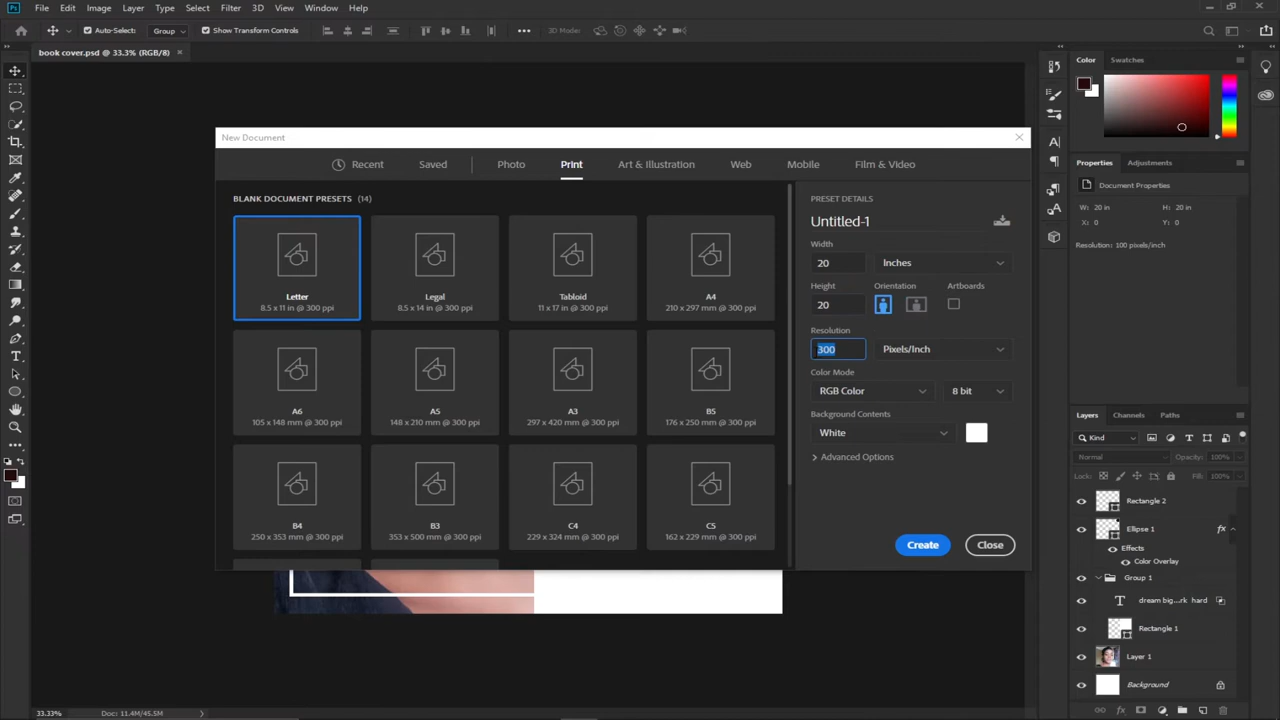 File Edit Image Layer Type Select Filter 3D View Window Help
Auto-Select: Group Show Transform Controls 3D Mode:
book cover.psd @ 33.3% (RGB/8) ×
Color Swatches
New Document
Recent Saved Photo Print Art & Illustration Web Mobile Film & Video
Properties Adjustments
Document Properties
W: 20 in H: 20 in
X: 0 Y: 0
Resolution: 100 pixels/inch
BLANK DOCUMENT PRESETS (14)
Letter
8.5 x 11 in @ 300 ppi
Legal
8.5 x 14 in @ 300 ppi
Tabloid
11 x 17 in @ 300 ppi
A4
210 x 297 mm @ 300 ppi
A6
105 x 148 mm @ 300 ppi
A5
148 x 210 mm @ 300 ppi
A3
297 x 420 mm @ 300 ppi
B5
176 x 250 mm @ 300 ppi
B4
250 x 353 mm @ 300 ppi
B3
353 x 500 mm @ 300 ppi
C4
229 x 324 mm @ 300 ppi
C5
162 x 229 mm @ 300 ppi
PRESET DETAILS
Untitled-1
Width
20 Inches
Height Orientation Artboards
20
Resolution
300 Pixels/Inch
Color Mode
RGB Color 8 bit
Background Contents
White
Advanced Options
Create Close
Layers Channels Paths
Kind
Normal Opacity: 100%
Lock: Fill: 100%
Rectangle 2
Ellipse 1 fx
Effects
Color Overlay
Group 1
dream big...rk hard
Rectangle 1
Layer 1
Background
33.33% Doc: 11.4M/45.5M